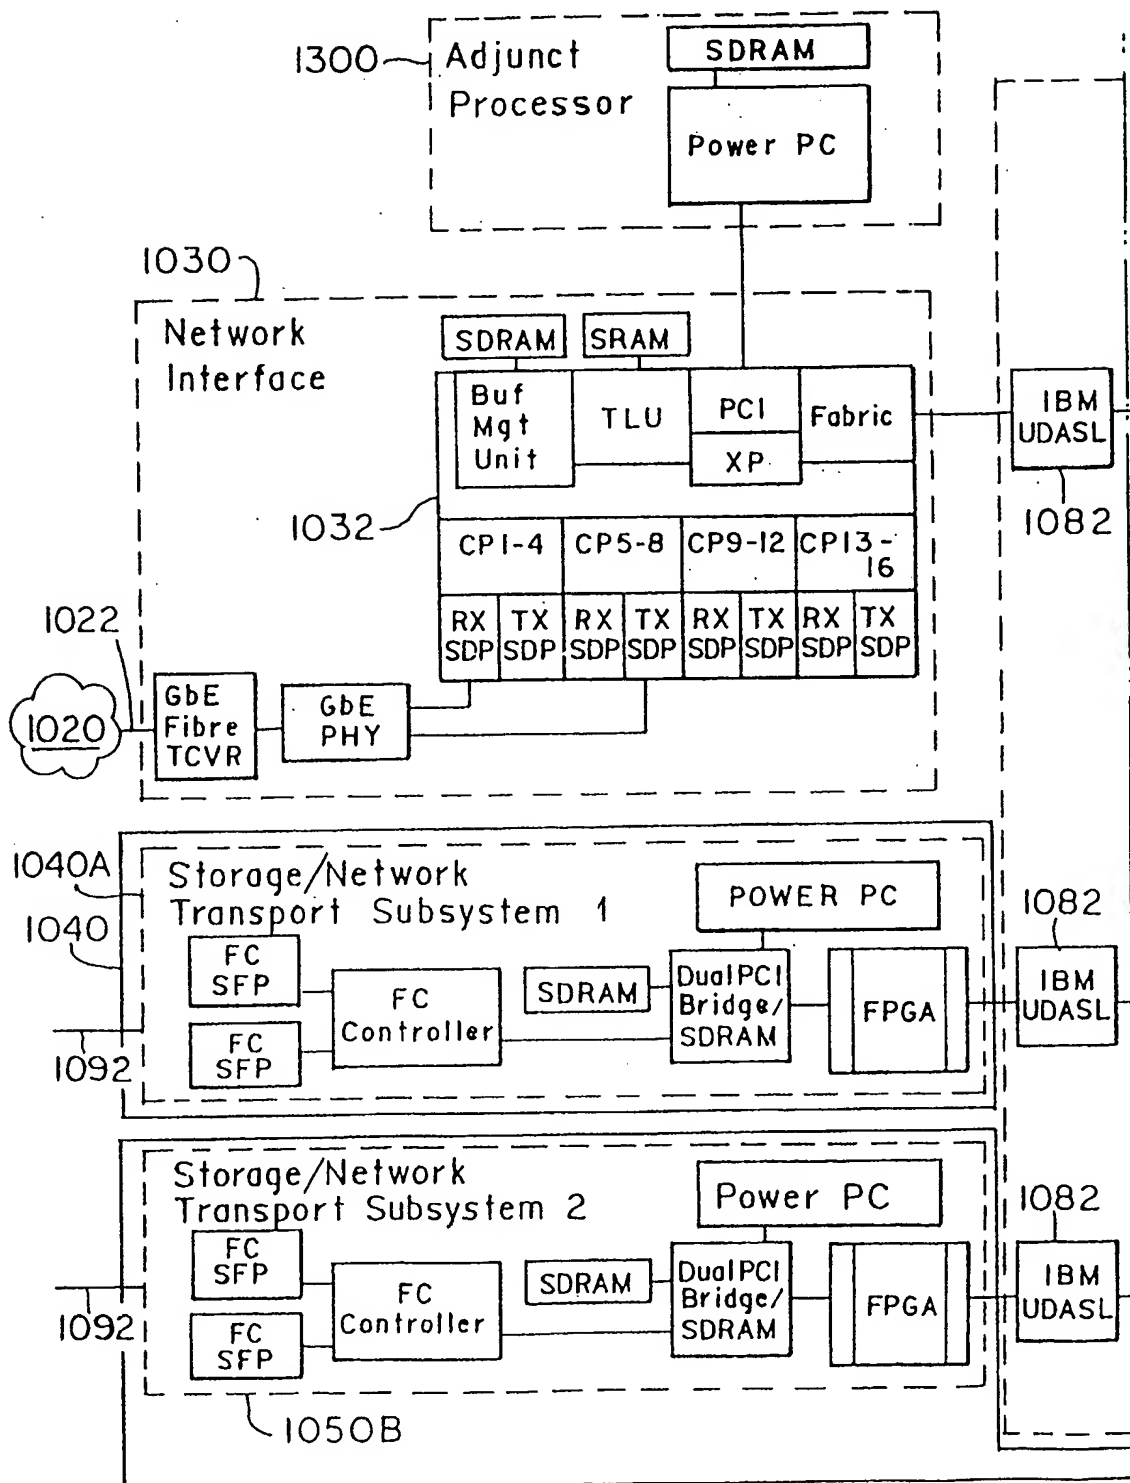 1300
Adjunct
Processor
SDRAM
Power PC
1030
Network
Interface
SDRAM
SRAM
Buf
Mgt
Unit
TLU
PCI
XP
Fabric
IBM
UDASL
1082
1032
CP1-4
CP5-8
CP9-12
CP13-
16
RX
SDP
TX
SDP
RX
SDP
TX
SDP
RX
SDP
TX
SDP
RX
SDP
TX
SDP
1022
1020
GbE
Fibre
TCVR
GbE
PHY
1040A
1040
Storage/Network
Transport Subsystem 1
POWER PC
FC
SFP
FC
SFP
FC
Controller
SDRAM
Dual PCI
Bridge/
SDRAM
FPGA
1082
IBM
UDASL
1092
Storage/Network
Transport Subsystem 2
Power PC
FC
SFP
FC
SFP
FC
Controller
SDRAM
Dual PCI
Bridge/
SDRAM
FPGA
1082
IBM
UDASL
1092
1050B